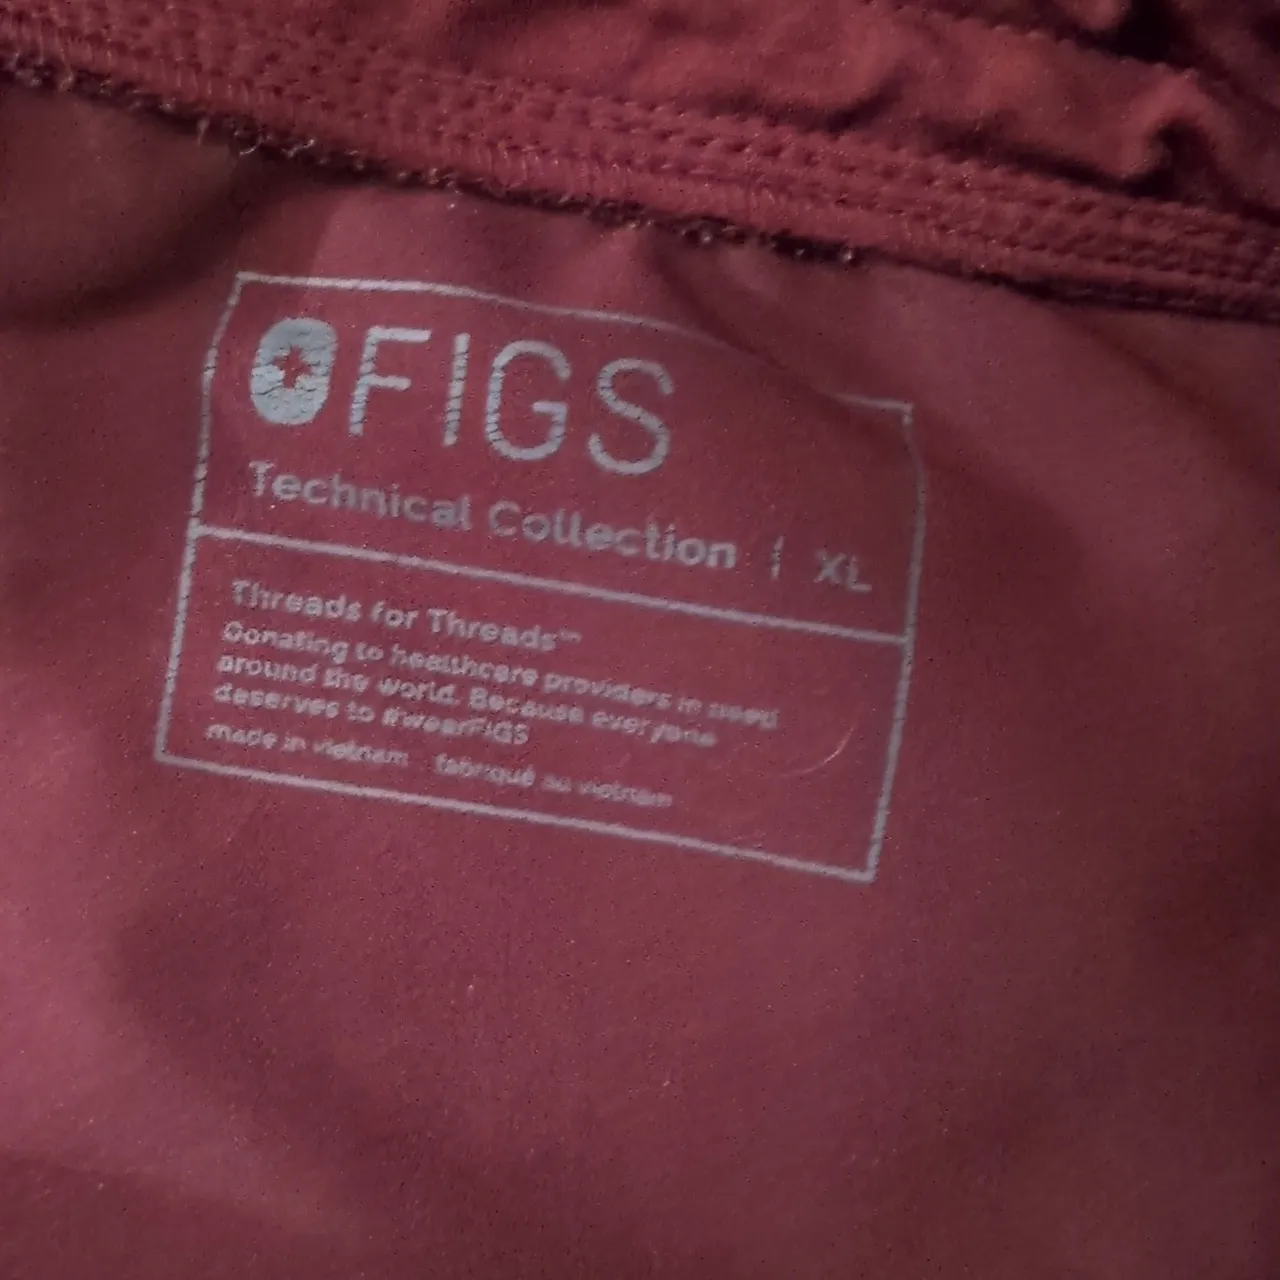 FIGS
Technical Collection | XL
Threads for Threads™
Donating to healthcare providers in need
around the world. Because everyone
deserves to #wearFIGS
made in vietnam fabriqué au vietnam